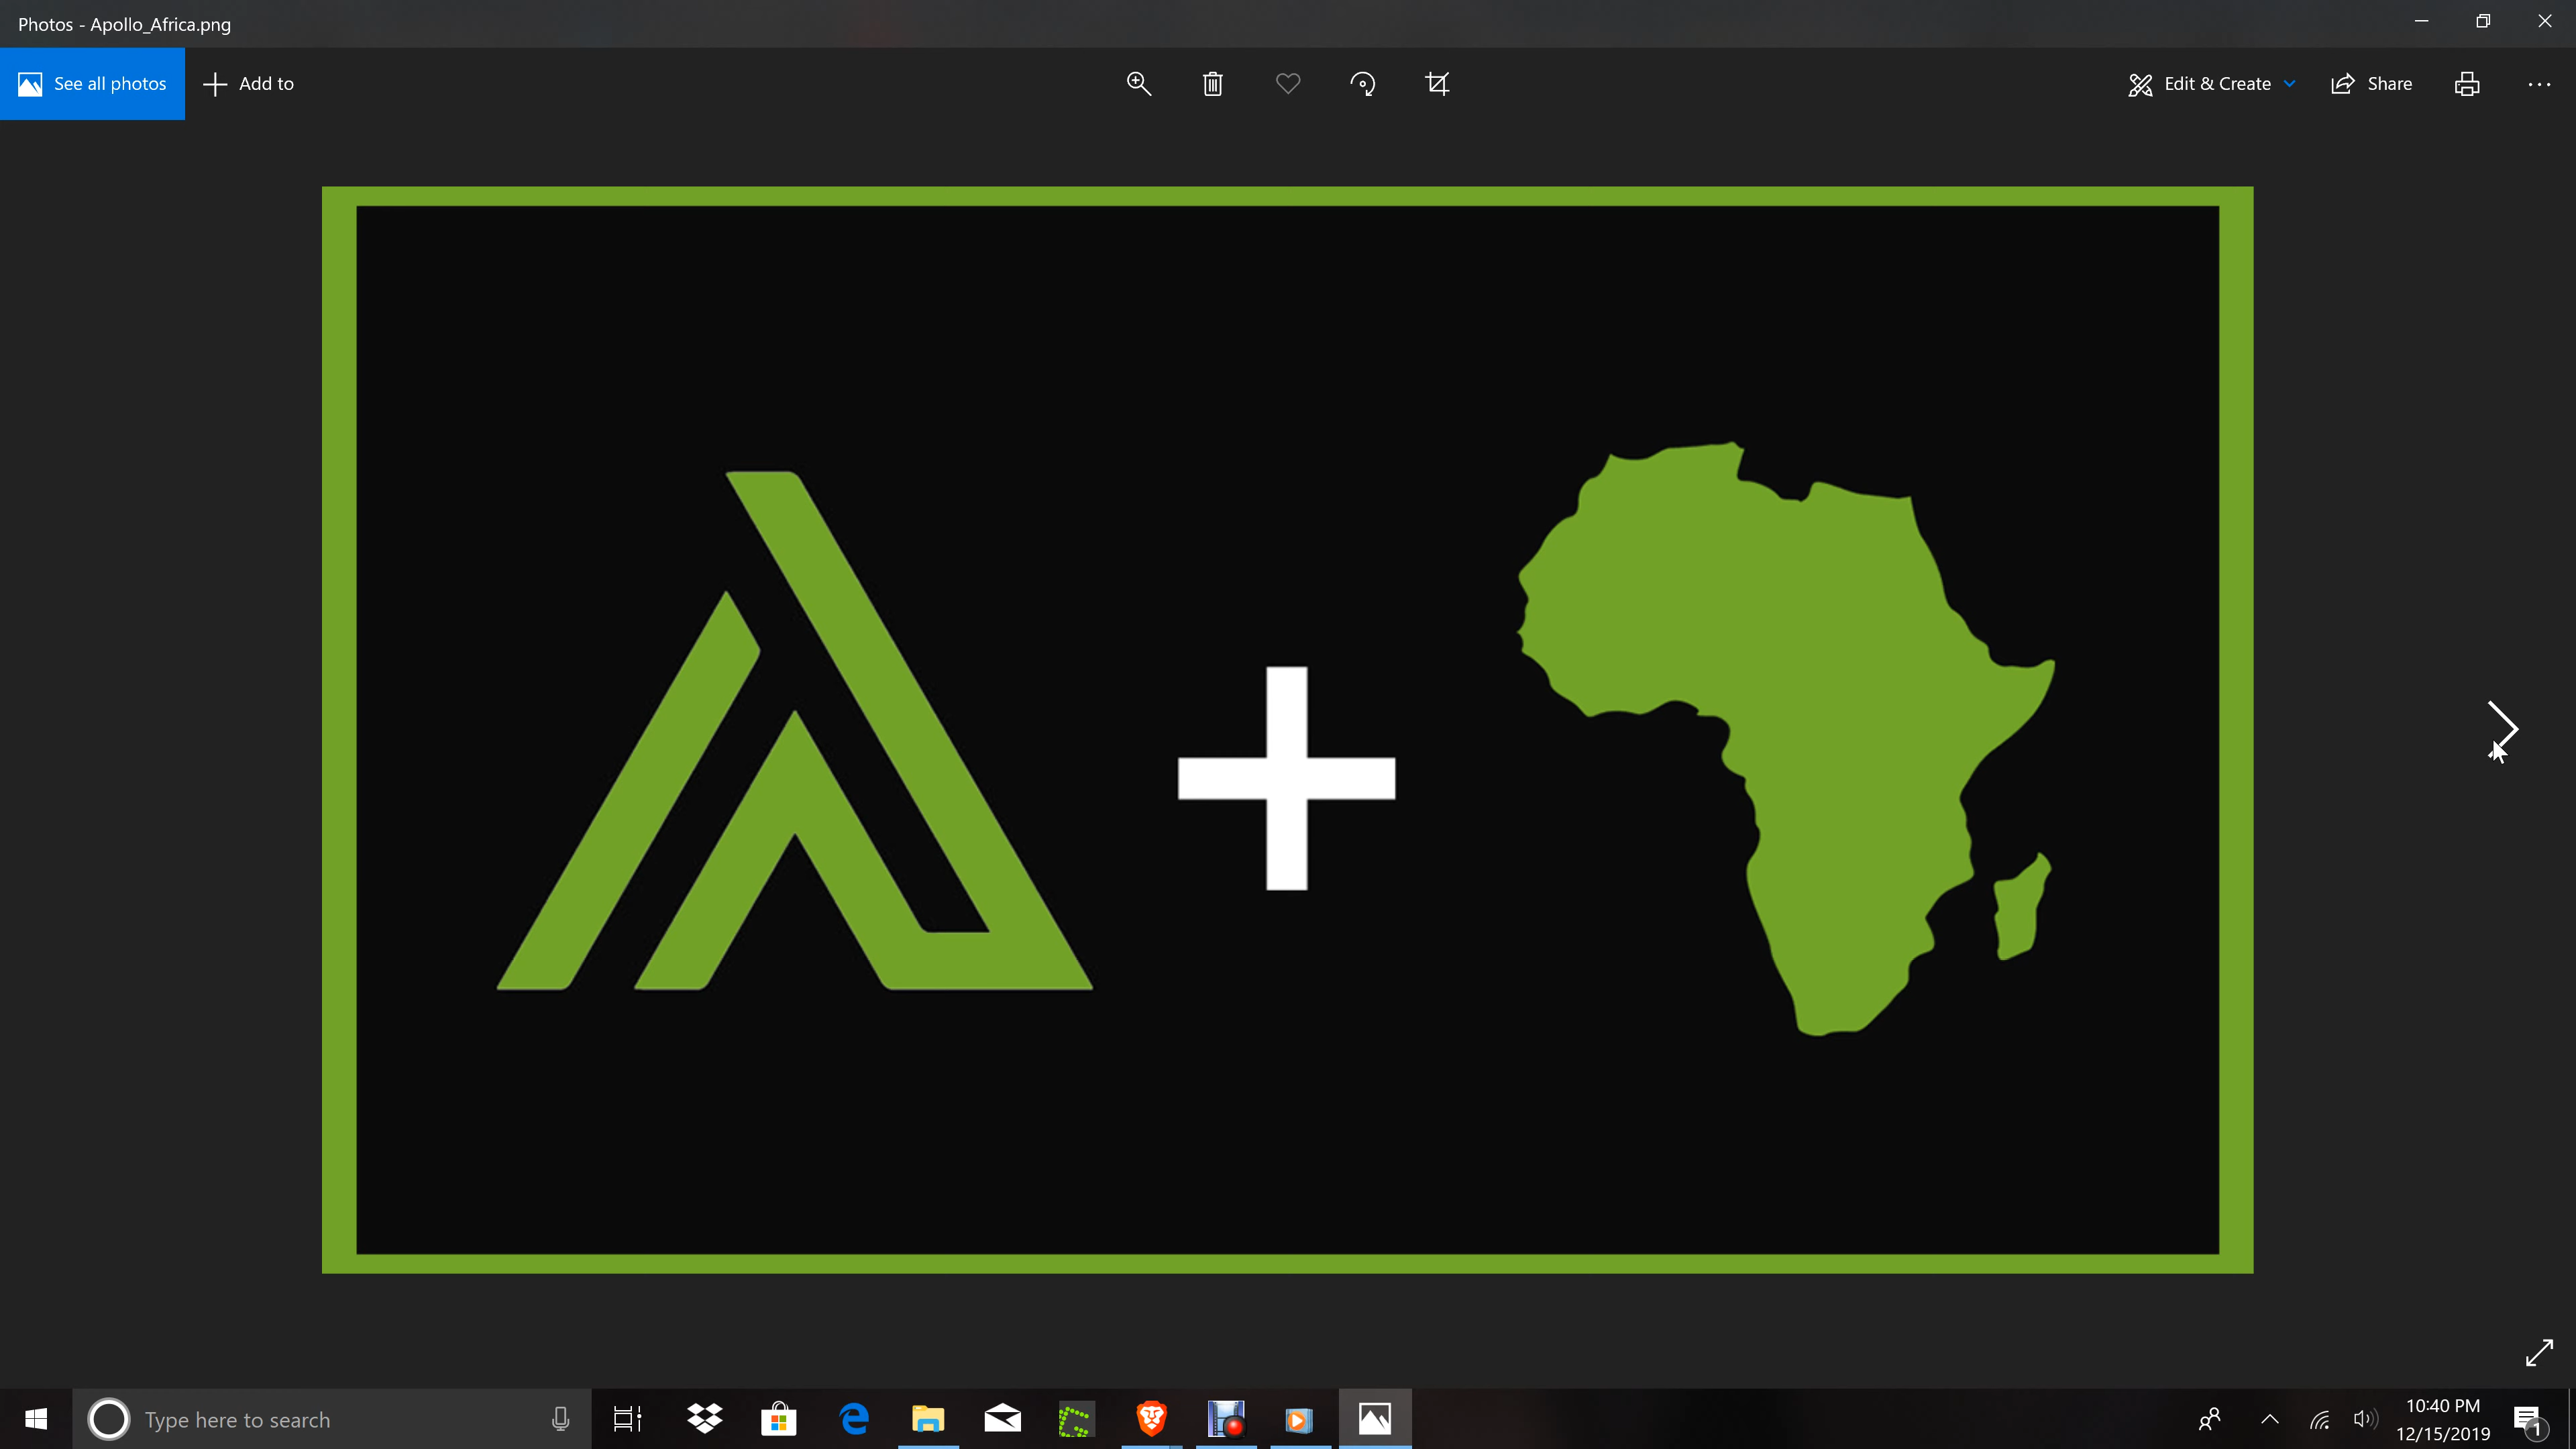 Photos - Apollo_Africa.png
See all photos
Add to
Edit & Create
Share
Type here to search
10:40 PM
12/15/2019
1